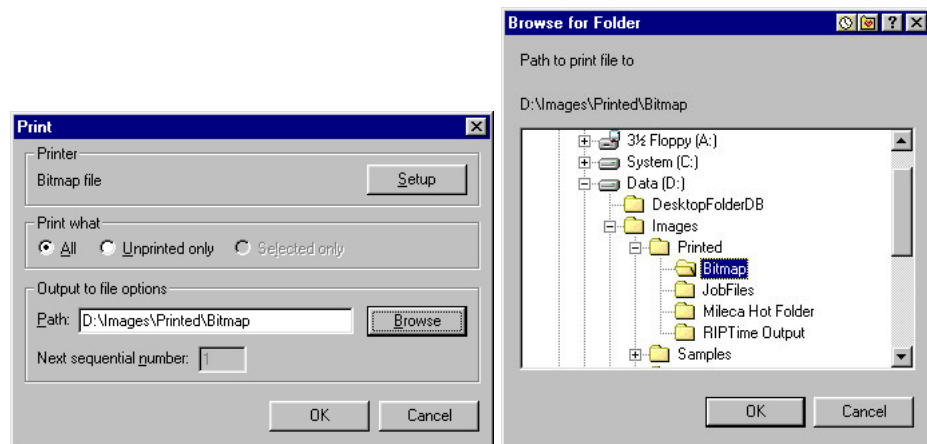 Print
Printer
Bitmap file
Setup
Print what
All Unprinted only Selected only
Output to file options
Path: D:\Images\Printed\Bitmap Browse
Next sequential number: 1
OK Cancel
Browse for Folder
Path to print file to
D:\Images\Printed\Bitmap
3½ Floppy (A:)
System (C:)
Data (D:)
DesktopFolderDB
Images
Printed
Bitmap
JobFiles
Mileca Hot Folder
RIPTime Output
Samples
OK Cancel